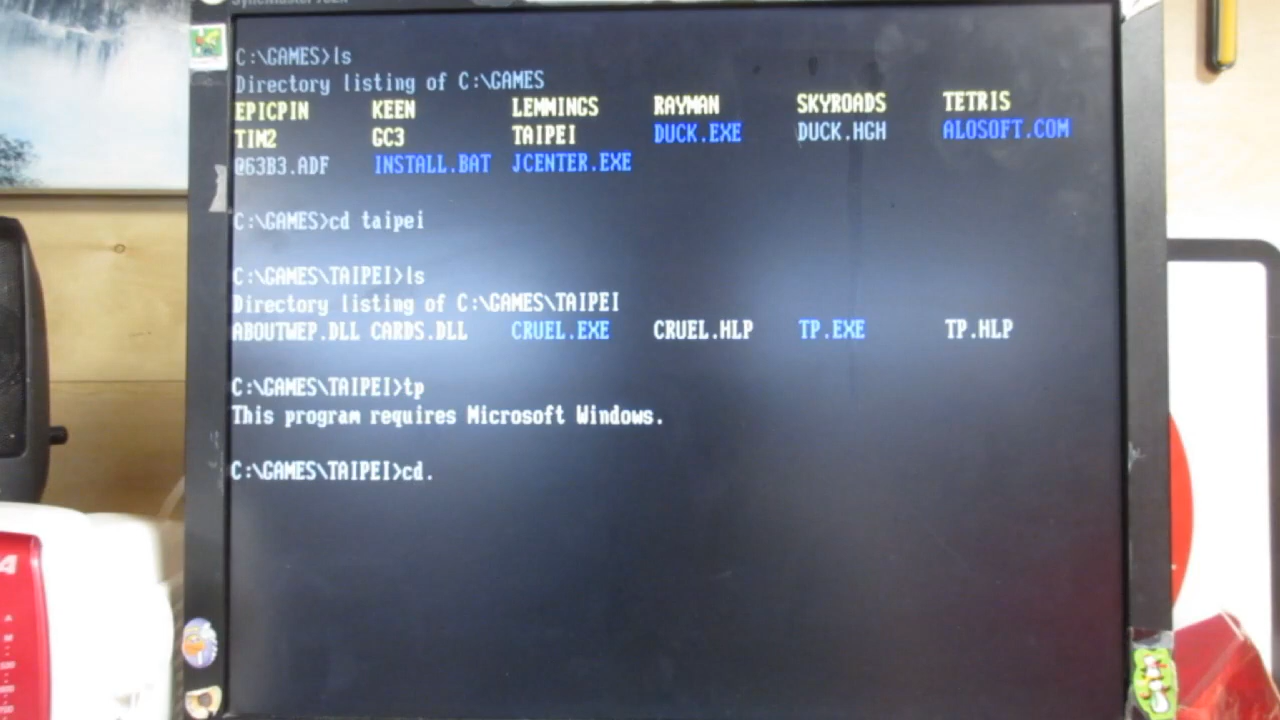 C:\GAMES>ls
Directory listing of C:\GAMES
EPICPIN KEEN LEMMINGS RAYMAN SKYROADS TETRIS
TIM2 GC3 TAIPEI DUCK.EXE DUCK.HGH ALOSOFT.COM
@63B3.ADF INSTALL.BAT JCENTER.EXE
C:\GAMES>cd taipei
C:\GAMES\TAIPEI>ls
Directory listing of C:\GAMES\TAIPEI
ABOUTWEP.DLL CARDS.DLL CRUEL.EXE CRUEL.HLP TP.EXE TP.HLP
C:\GAMES\TAIPEI>tp
This program requires Microsoft Windows.
C:\GAMES\TAIPEI>cd.